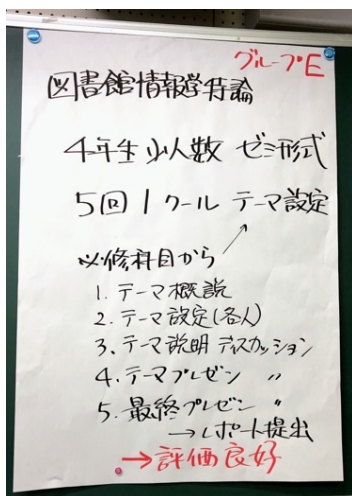 グループE
図書館情報学特論
4年生 少人数 ゼミ形式
5回1クール テーマ設定
必修科目から
1. テーマ概説
2. テーマ設定(各人)
3. テーマ説明 ディスカッション
4. テーマプレゼン 〃
5. 最終プレゼン 〃
→レポート提出
→評価良好